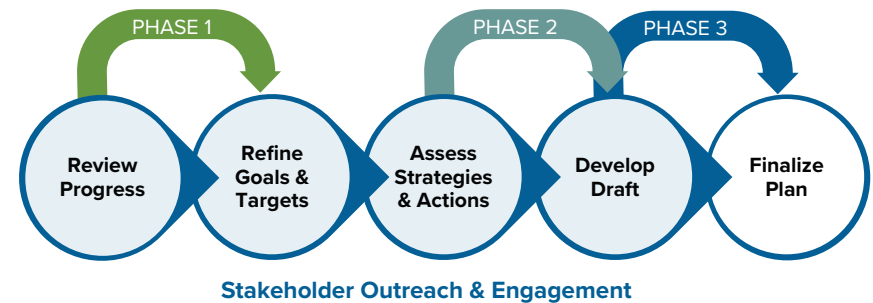 PHASE 1
PHASE 2
PHASE 3
Review
Progress
Refine
Goals &
Targets
Assess
Strategies
& Actions
Develop
Draft
Finalize
Plan
Stakeholder Outreach & Engagement